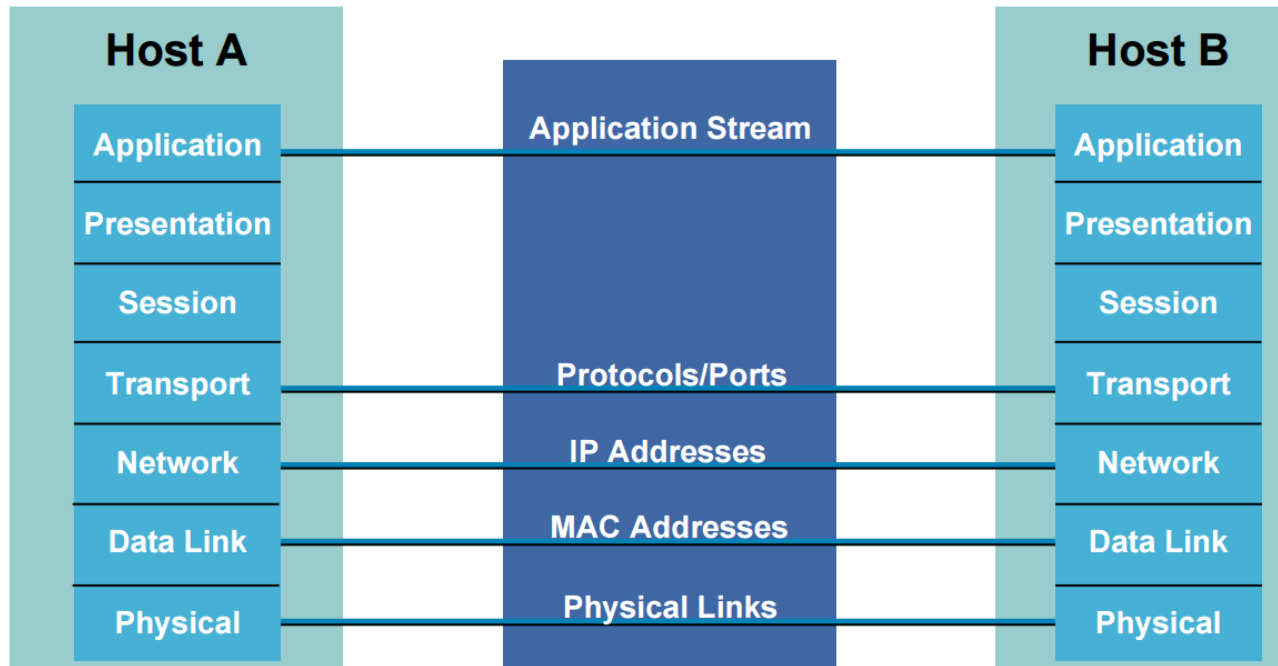 Host A
Host B
Application
Application Stream
Application
Presentation
Presentation
Session
Session
Transport
Protocols/Ports
Transport
Network
IP Addresses
Network
Data Link
MAC Addresses
Data Link
Physical
Physical Links
Physical